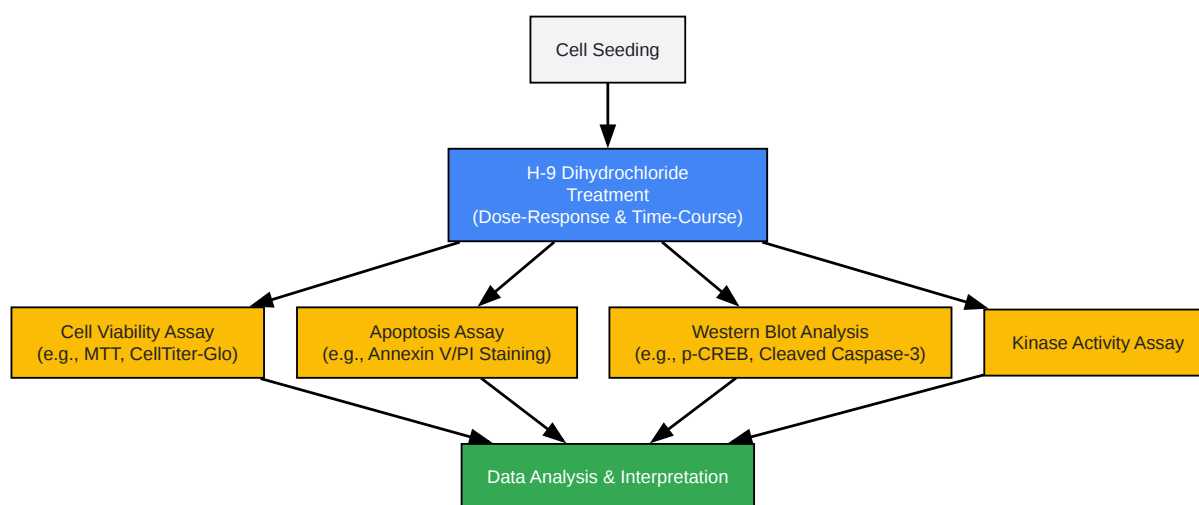 Cell Seeding
H-9 Dihydrochloride
Treatment
(Dose-Response & Time-Course)
Cell Viability Assay
(e.g., MTT, CellTiter-Glo)
Apoptosis Assay
(e.g., Annexin V/PI Staining)
Western Blot Analysis
(e.g., p-CREB, Cleaved Caspase-3)
Kinase Activity Assay
Data Analysis & Interpretation